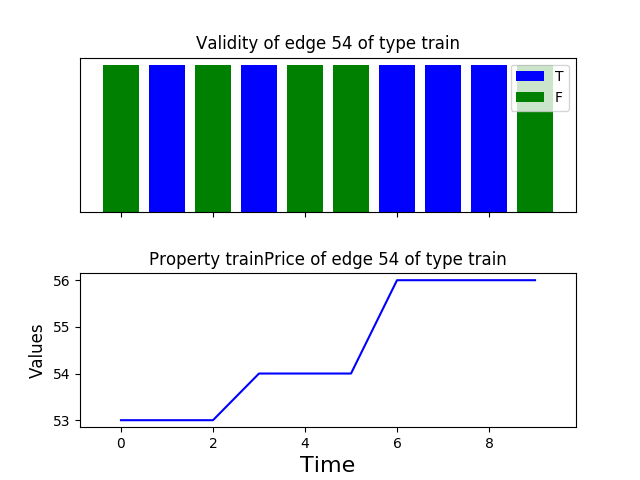 Validity of edge 54 of type train
T
F
Property trainPrice of edge 54 of type train
56
55
54
53
Values
0 2 4 6 8
Time